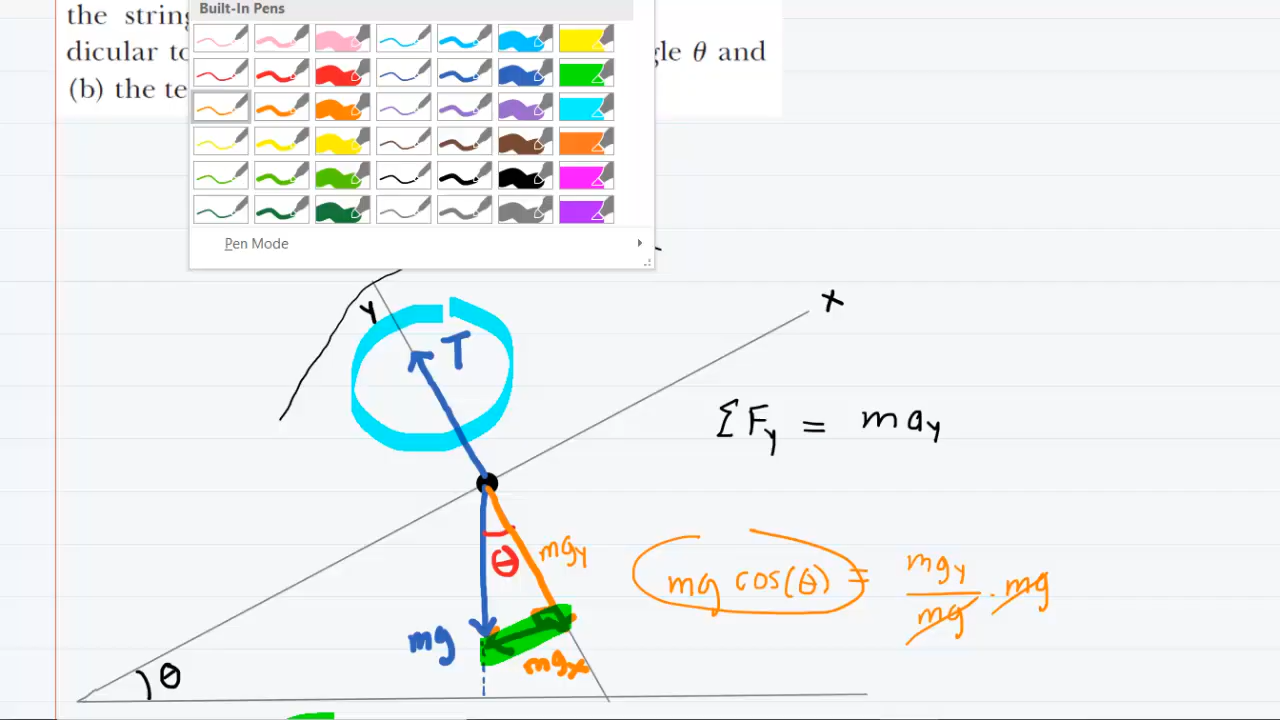 Built-In Pens
the string
dicular to
gle θ and
(b) the te
Pen Mode
y
x
T
ΣFy = may
θ
mgy
mg cos(θ) = mgy / mg · mg
mg
mgx
θ